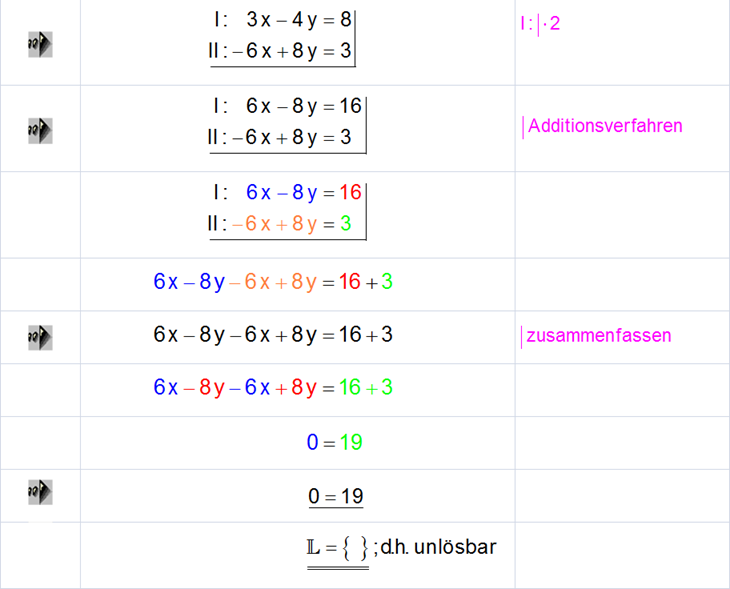 I: 3x − 4y = 8 I: | · 2
II: −6x + 8y = 3
I: 6x − 8y = 16
II: −6x + 8y = 3 | Additionsverfahren
I: 6x − 8y = 16
II: −6x + 8y = 3
6x − 8y − 6x + 8y = 16 + 3
6x − 8y − 6x + 8y = 16 + 3 | zusammenfassen
6x − 8y − 6x + 8y = 16 + 3
0 = 19
0 = 19
𝕃 = { } ; d.h. unlösbar